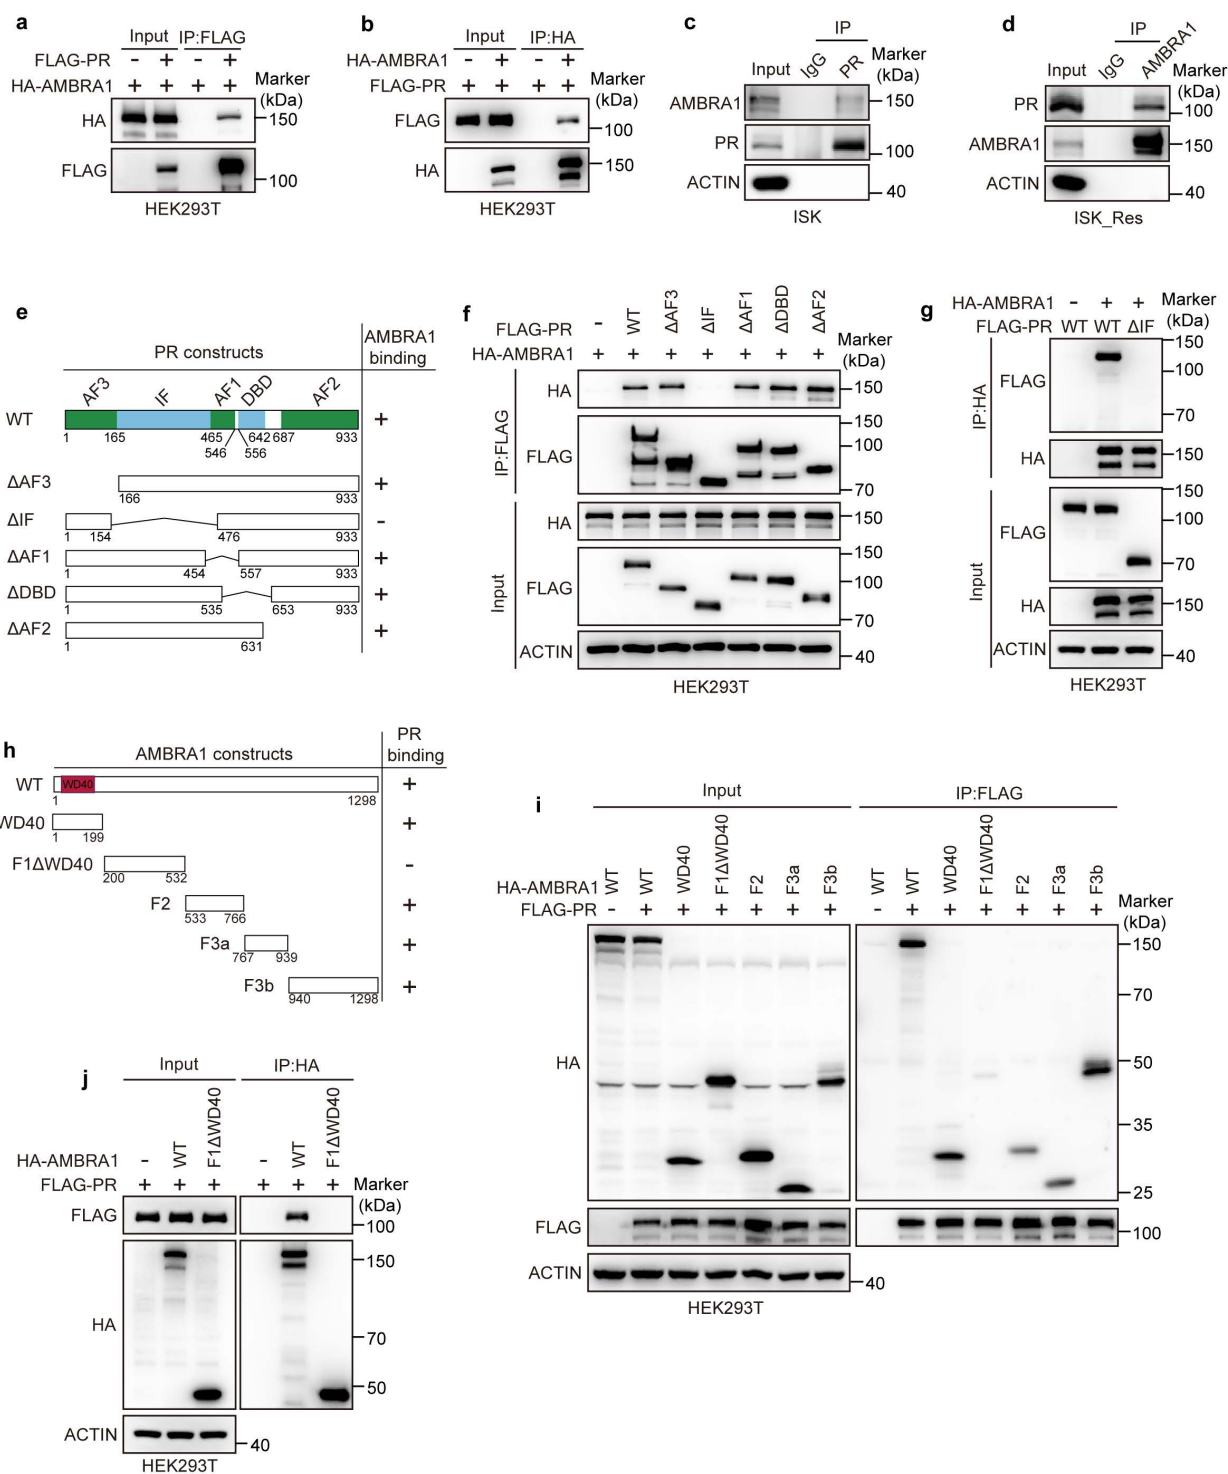 a
Input IP:FLAG
FLAG-PR - + - +
HA-AMBRA1 + + + +
Marker
(kDa)
HA
150
FLAG
100
HEK293T
b
Input IP:HA
HA-AMBRA1 - + - +
FLAG-PR + + + +
Marker
(kDa)
FLAG
100
HA
150
HEK293T
c
IP
Input IgG PR
Marker
(kDa)
AMBRA1
150
PR
100
ACTIN
40
ISK
d
IP
Input IgG AMBRA1
Marker
(kDa)
PR
100
AMBRA1
150
ACTIN
40
ISK_Res
e
PR constructs
AMBRA1
binding
AF3 IF AF1 DBD AF2
WT +
1 165 465 642 687 933
546 556
ΔAF3 +
166 933
ΔIF -
1 154 476 933
ΔAF1 +
1 454 557 933
ΔDBD +
1 535 653 933
ΔAF2 +
1 631
f
FLAG-PR - WT ΔAF3 ΔIF ΔAF1 ΔDBD ΔAF2
HA-AMBRA1 + + + + + + +
Marker
(kDa)
IP:FLAG
HA
150
FLAG
150
100
70
Input
HA
150
FLAG
150
100
70
ACTIN
40
HEK293T
g
HA-AMBRA1 - + +
FLAG-PR WT WT ΔIF
Marker
(kDa)
IP:HA
FLAG
150
100
70
HA
150
Input
FLAG
150
100
70
HA
150
ACTIN
40
HEK293T
h
AMBRA1 constructs
PR
binding
WT WD40 +
1 1298
WD40 +
1 199
F1ΔWD40 -
200 532
F2 +
533 766
F3a +
767 939
F3b +
940 1298
i
Input IP:FLAG
HA-AMBRA1 WT WT WD40 F1ΔWD40 F2 F3a F3b WT WT WD40 F1ΔWD40 F2 F3a F3b
FLAG-PR - + + + + + + - + + + + + +
Marker
(kDa)
HA
150
70
50
35
25
FLAG
100
ACTIN
40
HEK293T
j
Input IP:HA
HA-AMBRA1 - WT F1ΔWD40 - WT F1ΔWD40
FLAG-PR + + + + + +
Marker
(kDa)
FLAG
100
HA
150
70
50
ACTIN
40
HEK293T